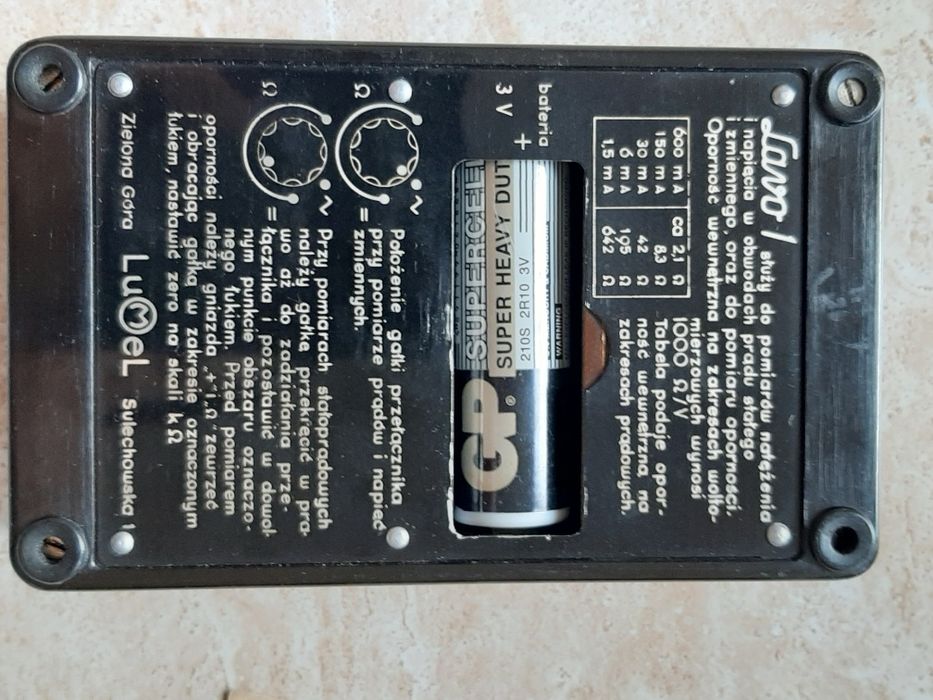 Lavo 1 służy do pomiarów natężenia
i napięcia w obwodach prądu stałego
i zmiennego, oraz do pomiaru oporności.
Oporność wewnętrzna na zakresach wolto-
mierzowych wynosi
1000 Ω/V
Tabela podaje opor-
ność wewnętrzną na
zakresach prądowych.
600 mA ca 2,1 Ω
150 mA 8,3 Ω
30 mA 42 Ω
6 mA 195 Ω
1,5 mA 642 Ω
bateria
3 V +
SUPERCELL
SUPER HEAVY DUT
210S 2R10 3V
WARNING
GP®
Położenie gałki przełącznika
przy pomiarze prądów i napięć
zmiennych.
Ω ~ =
Przy pomiarach stałoprądowych
należy gałkę przekręcić w pra-
wo aż do zadziałania prze-
łącznika i pozostawić w dowol-
nym punkcie obszaru oznaczo-
nego łukiem. Przed pomiarem
oporności należy gniazda „+" i „Ω" zewrzeć
i obracając gałką w zakresie oznaczonym
łukiem, nastawić zero na skali kΩ
Ω ~ =
Zielona Góra LuMeL Sulechowska 1